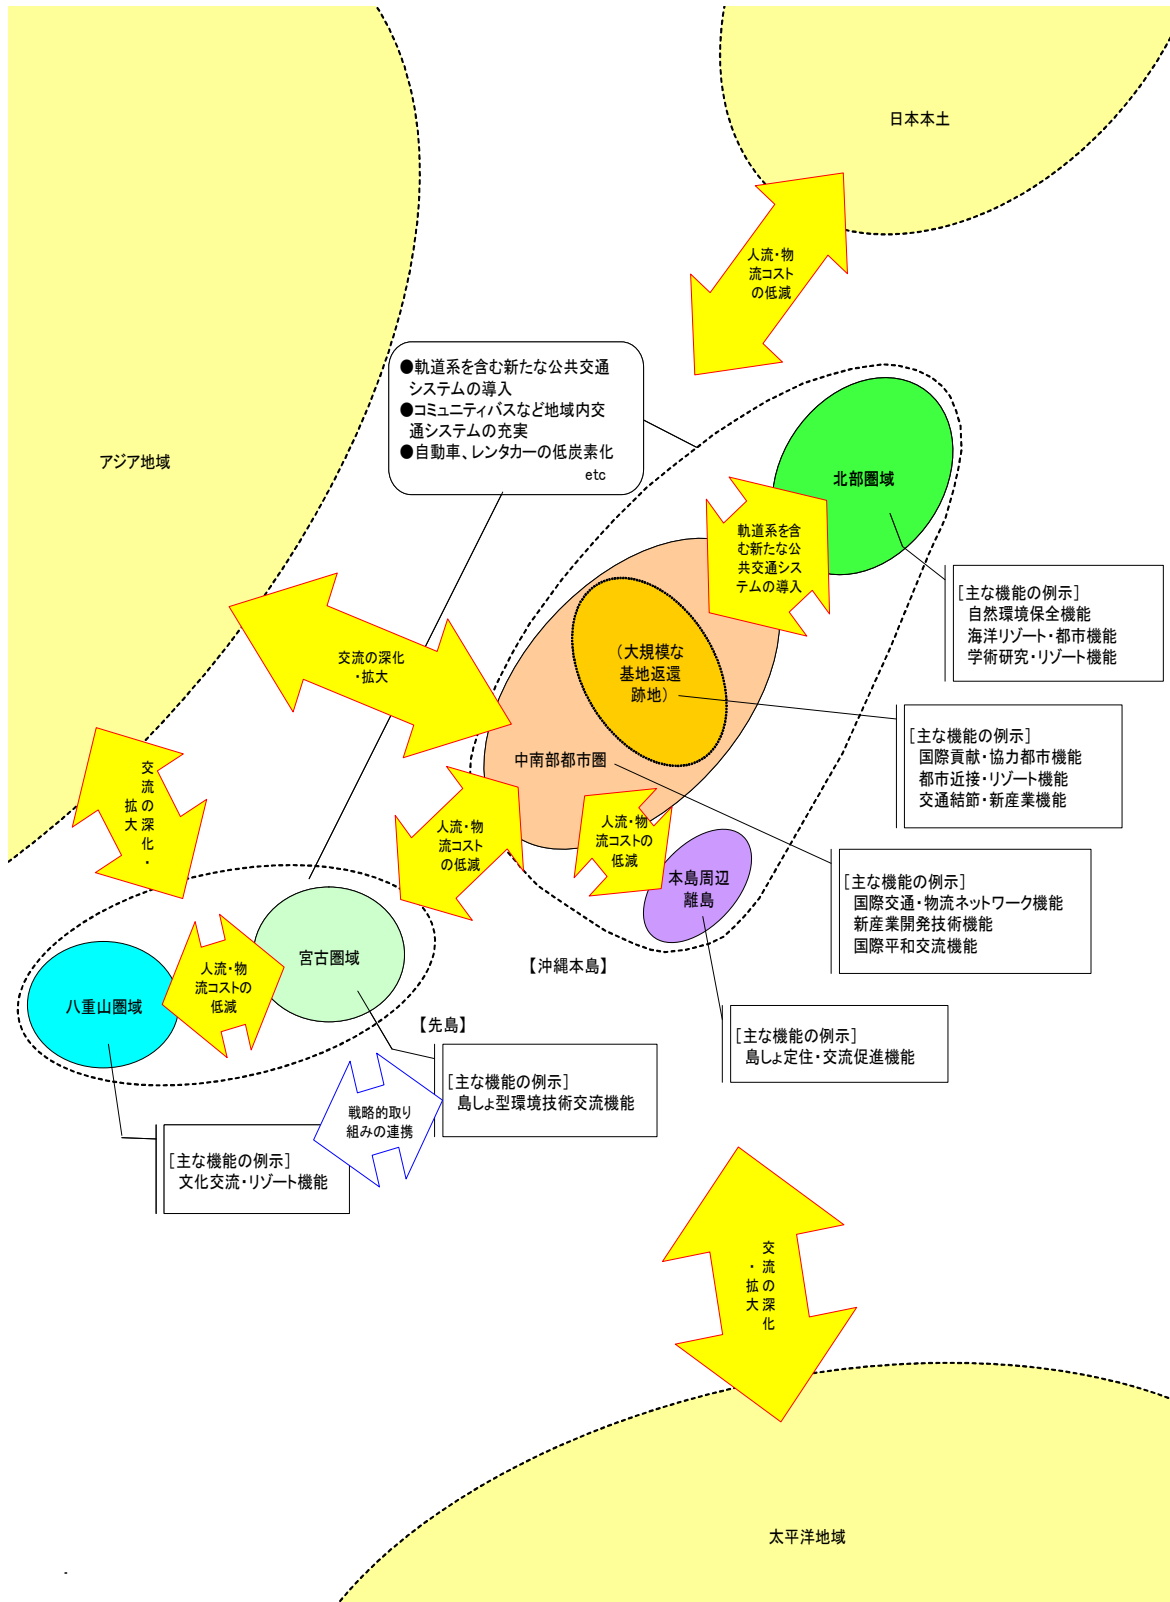 日本本土
人流・物
流コスト
の低減
●軌道系を含む新たな公共交通
システムの導入
●コミュニティバスなど地域内交
通システムの充実
●自動車、レンタカーの低炭素化
etc
アジア地域
北部圏域
軌道系を含
む新たな公
共交通シス
テムの導入
[主な機能の例示]
自然環境保全機能
海洋リゾート・都市機能
学術研究・リゾート機能
（大規模な
基地返還
跡地）
交流の深化
・拡大
[主な機能の例示]
国際貢献・協力都市機能
都市近接・リゾート機能
交通結節・新産業機能
中南部都市圏
交流の深化・
拡大
人流・物
流コスト
の低減
人流・物
流コストの
低減
本島周辺
離島
[主な機能の例示]
国際交通・物流ネットワーク機能
新産業開発技術機能
国際平和交流機能
宮古圏域
【沖縄本島】
人流・物
流コストの
低減
八重山圏域
【先島】
[主な機能の例示]
島しょ定住・交流促進機能
[主な機能の例示]
島しょ型環境技術交流機能
戦略的取り
組みの連携
[主な機能の例示]
文化交流・リゾート機能
交流の深化
・拡大
太平洋地域